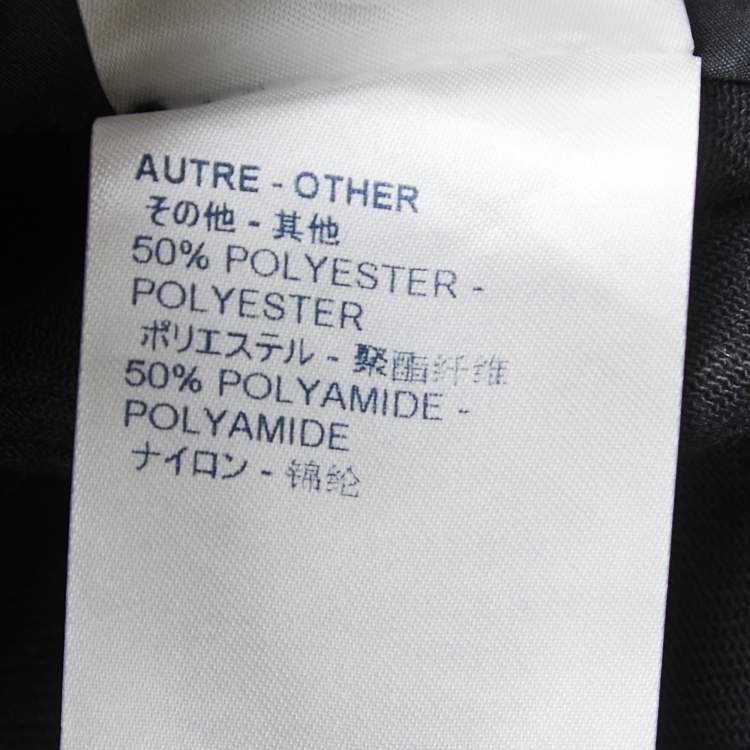 AUTRE - OTHER
その他 - 其他
50% POLYESTER -
POLYESTER
ポリエステル - 聚酯纤维
50% POLYAMIDE -
POLYAMIDE
ナイロン - 锦纶